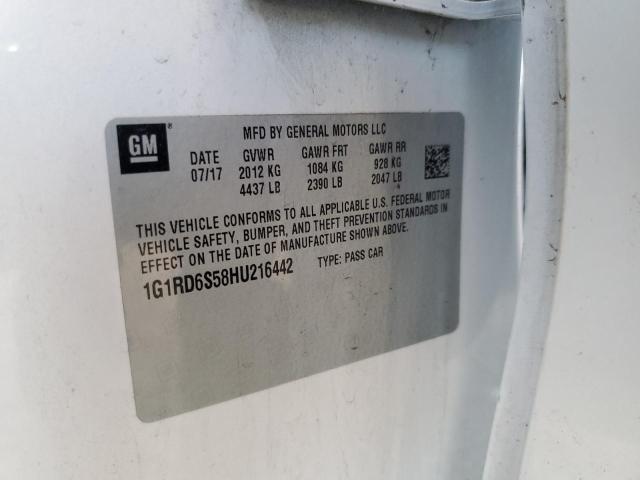 GM®
MFD BY GENERAL MOTORS LLC
DATE GVWR GAWR FRT GAWR RR
07/17 2012 KG 1084 KG 928 KG
4437 LB 2390 LB 2047 LB
THIS VEHICLE CONFORMS TO ALL APPLICABLE U.S. FEDERAL MOTOR
VEHICLE SAFETY, BUMPER, AND THEFT PREVENTION STANDARDS IN
EFFECT ON THE DATE OF MANUFACTURE SHOWN ABOVE.
1G1RD6S58HU216442 TYPE: PASS CAR